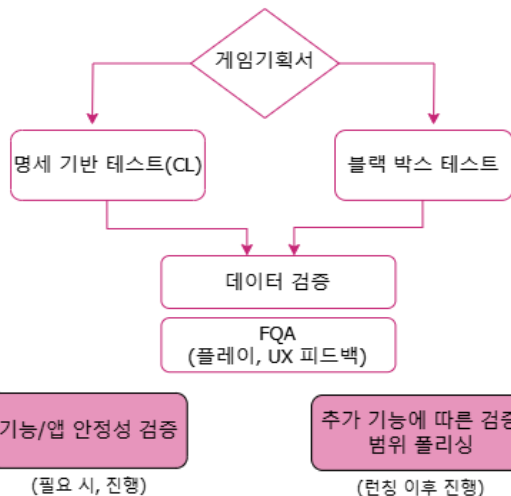 게임기획서
명세 기반 테스트(CL)
블랙 박스 테스트
데이터 검증
FQA
(플레이, UX 피드백)
기능/앱 안정성 검증
(필요 시, 진행)
추가 기능에 따른 검증
범위 폴리싱
(런칭 이후 진행)